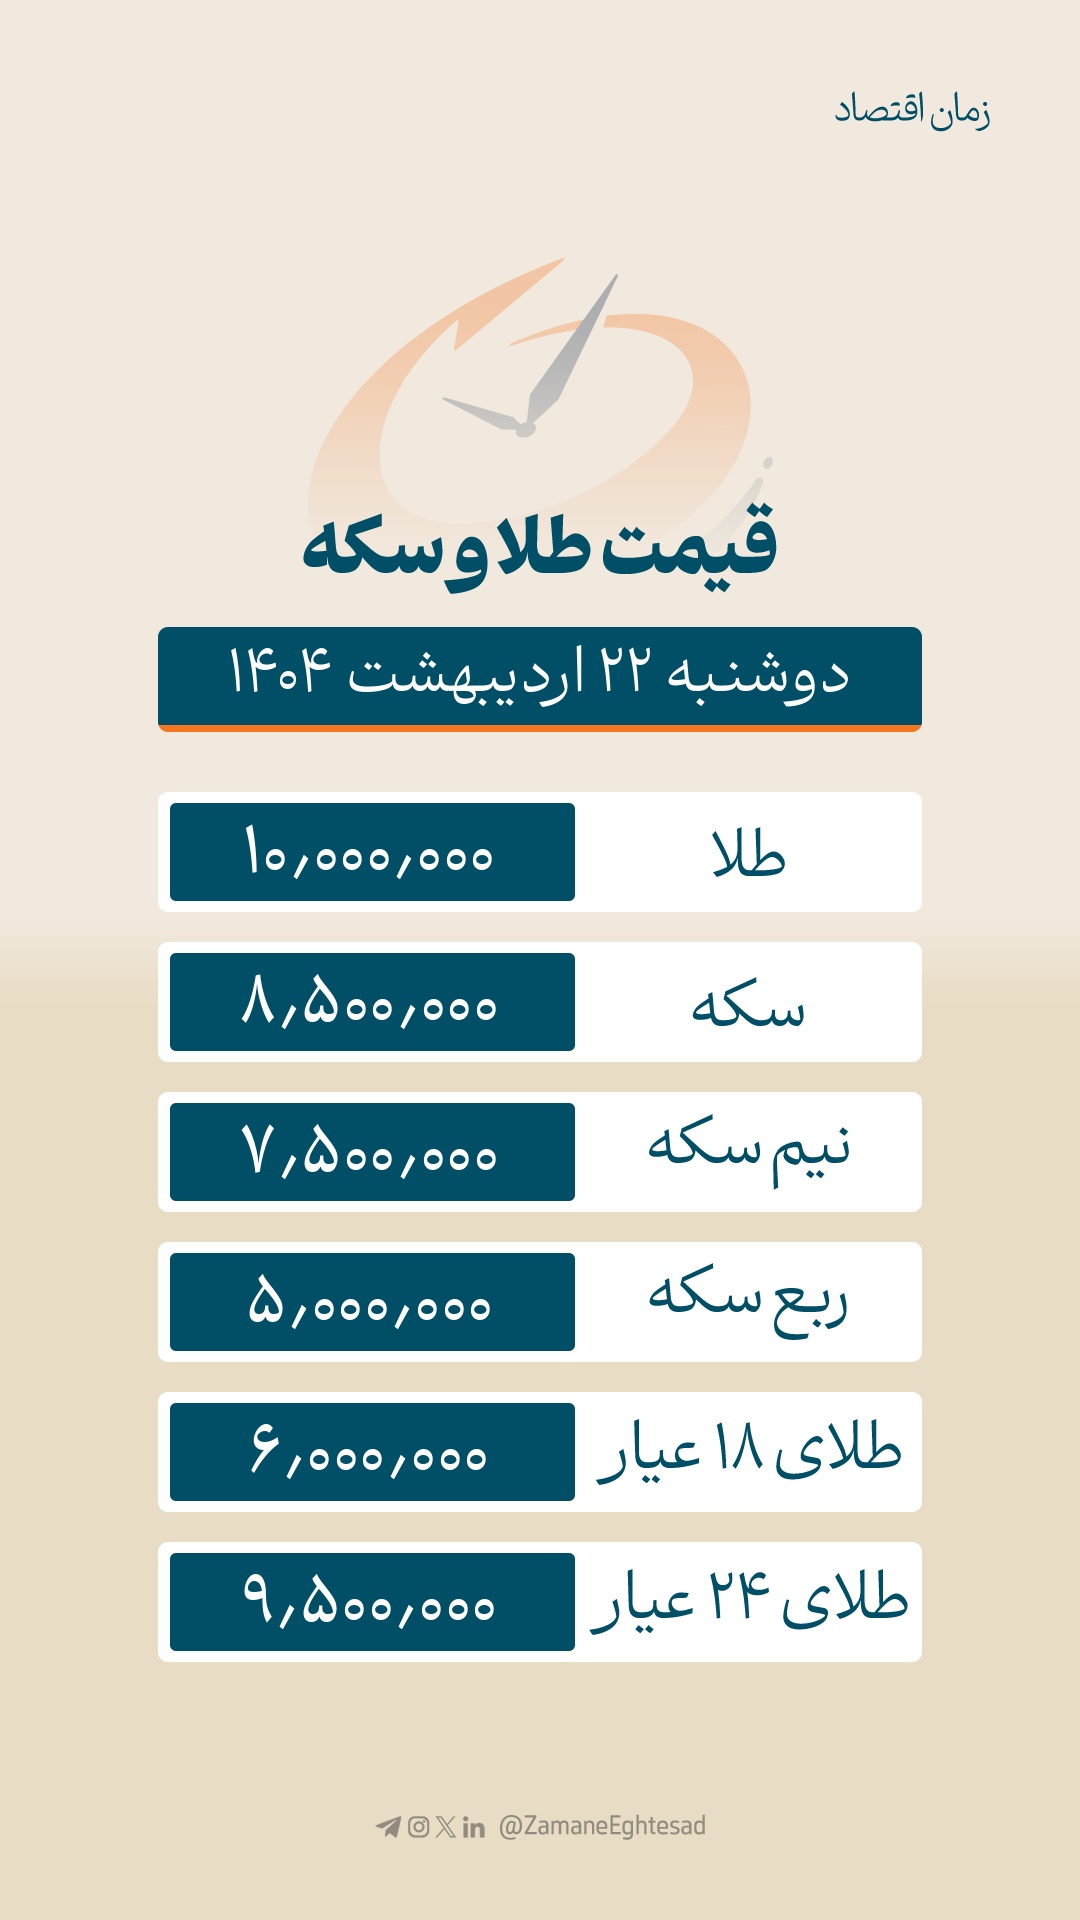 زمان اقتصاد
قیمت طلا و سکه
دوشنبه ۲۲ اردیبهشت ۱۴۰۴
طلا ۱۰٫۰۰۰٫۰۰۰
سکه ۸٫۵۰۰٫۰۰۰
نیم سکه ۷٫۵۰۰٫۰۰۰
ربع سکه ۵٫۰۰۰٫۰۰۰
طلای ۱۸ عیار ۶٫۰۰۰٫۰۰۰
طلای ۲۴ عیار ۹٫۵۰۰٫۰۰۰
@ZamaneEghtesad